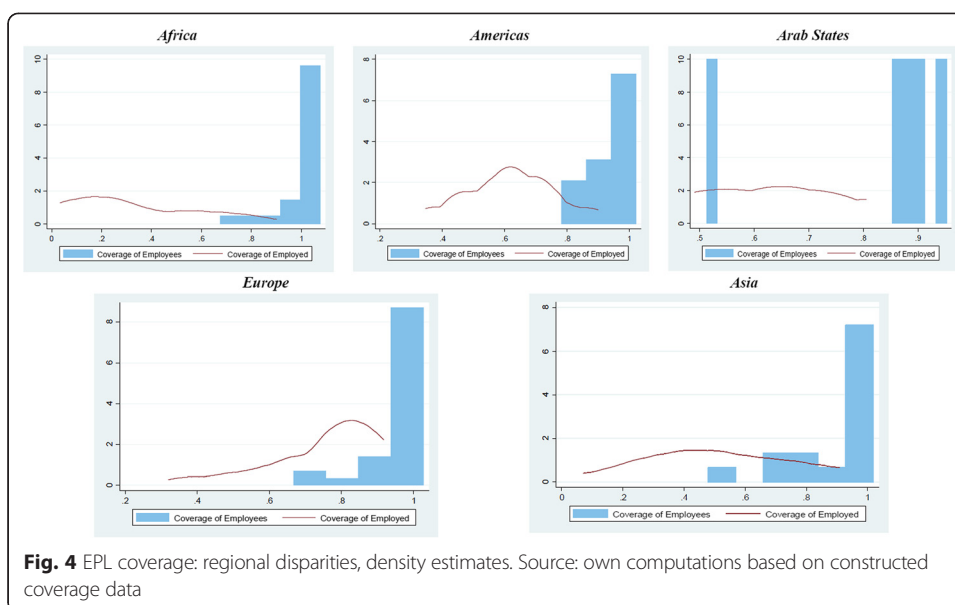 Africa
Americas
Arab States
10
8
6
4
2
0
0 .2 .4 .6 .8 1
Coverage of Employees Coverage of Employed
8
6
4
2
0
.2 .4 .6 .8 1
Coverage of Employees Coverage of Employed
10
8
6
4
2
0
.5 .6 .7 .8 .9
Coverage of Employees Coverage of Employed
Europe
Asia
8
6
4
2
0
.2 .4 .6 .8 1
Coverage of Employees Coverage of Employed
8
6
4
2
0
0 .2 .4 .6 .8 1
Coverage of Employees Coverage of Employed
Fig. 4 EPL coverage: regional disparities, density estimates. Source: own computations based on constructed
coverage data